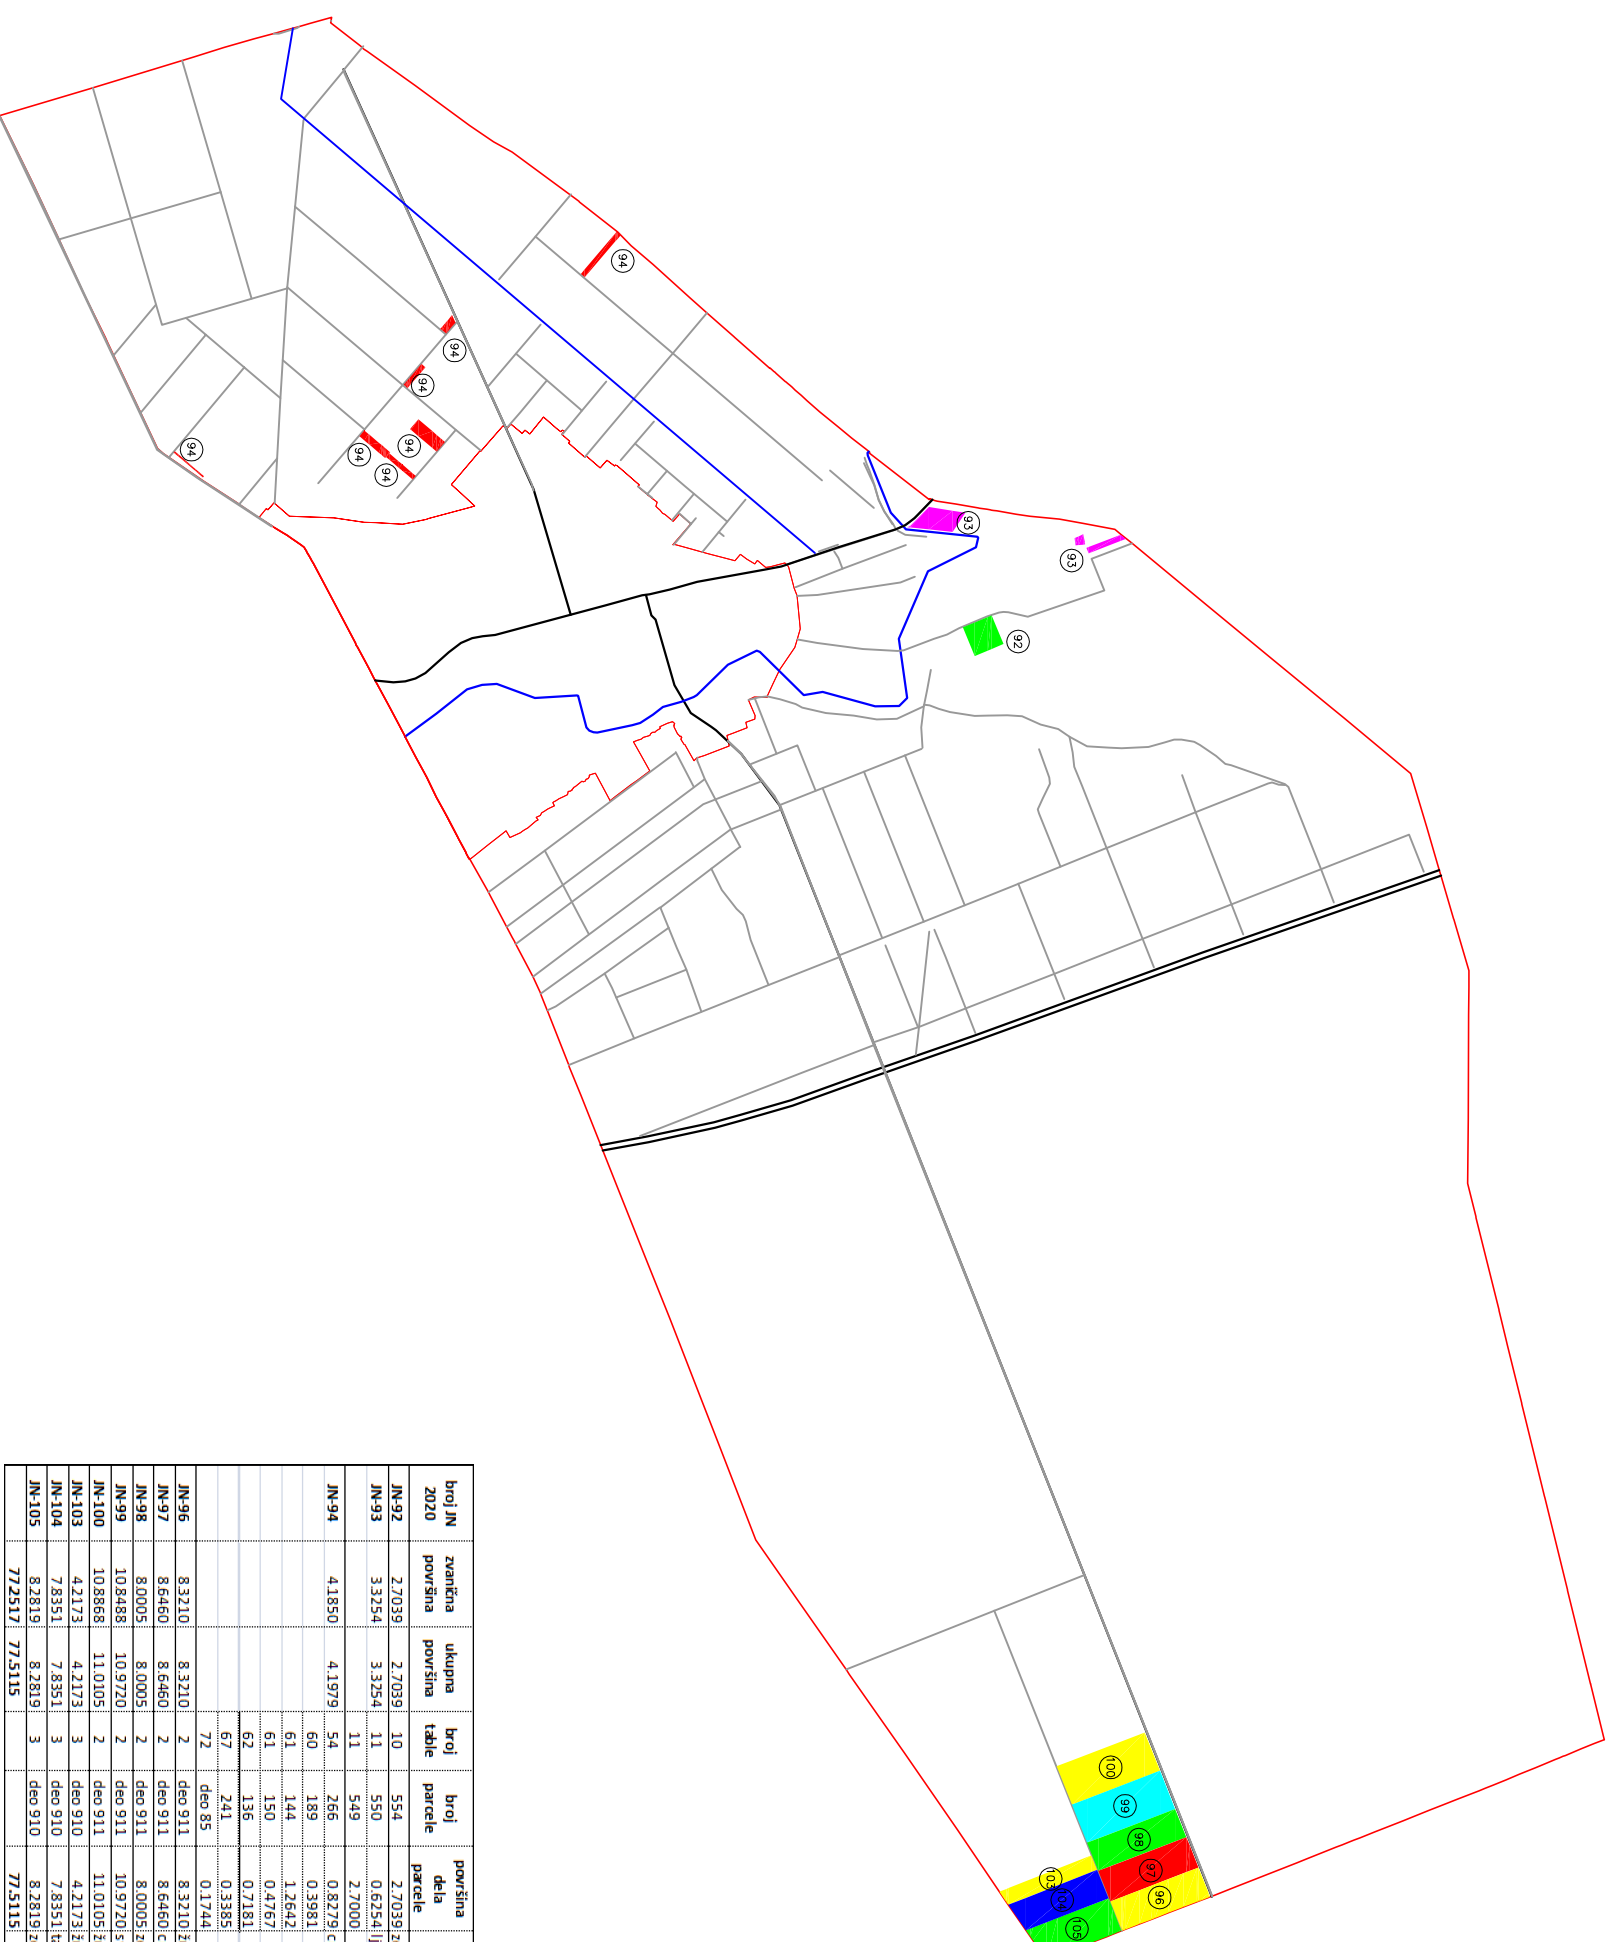 94
94
94
94
94
94
94
93
93
92
100
99
98
97
96
103
105
broj JN 2020 zvanična površina ukupna površina broj table broj parcele površina dela parcele
JN-92 2.7039 2.7039 10 554 2.7039
JN-93 3.3254 3.3254 11 550 0.6254
11 549 2.7000
JN-94 4.1850 4.1979 54 266 0.8279
60 189 0.3981
61 144 1.2642
61 150 0.4767
62 136 0.7181
67 241 0.3385
72 deo 85 0.1744
JN-96 8.3210 8.3210 2 deo 911 8.3210
JN-97 8.6460 8.6460 2 deo 911 8.6460
JN-98 8.0005 8.0005 2 deo 911 8.0005
JN-99 10.8488 10.9720 2 deo 911 10.9720
JN-100 10.8868 11.0105 2 deo 911 11.0105
JN-103 4.2173 4.2173 3 deo 910 4.2173
JN-104 7.8351 7.8351 3 deo 910 7.8351
JN-105 8.2819 8.2819 3 deo 910 8.2819
77.2517 77.5115 77.5115